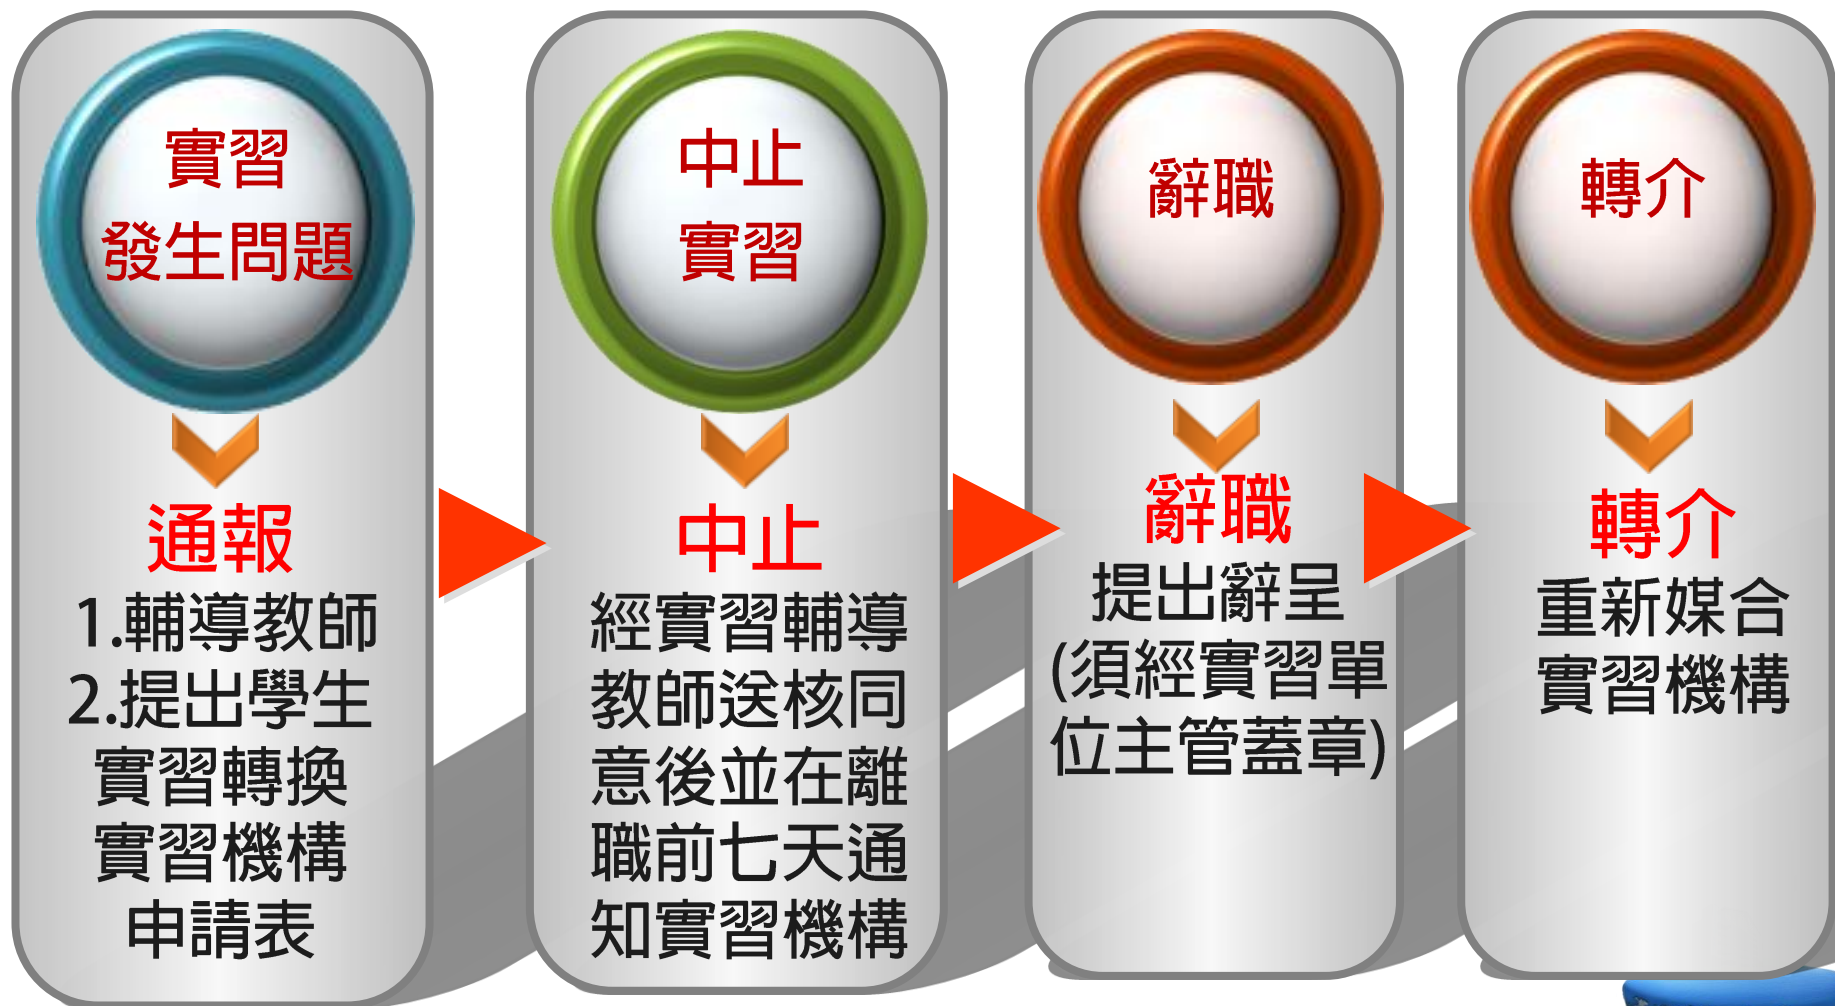 實習
發生問題
通報
1.輔導教師
2.提出學生
實習轉換
實習機構
申請表
中止
實習
中止
經實習輔導
教師送核同
意後並在離
職前七天通
知實習機構
辭職
辭職
提出辭呈
(須經實習單
位主管蓋章)
轉介
轉介
重新媒合
實習機構